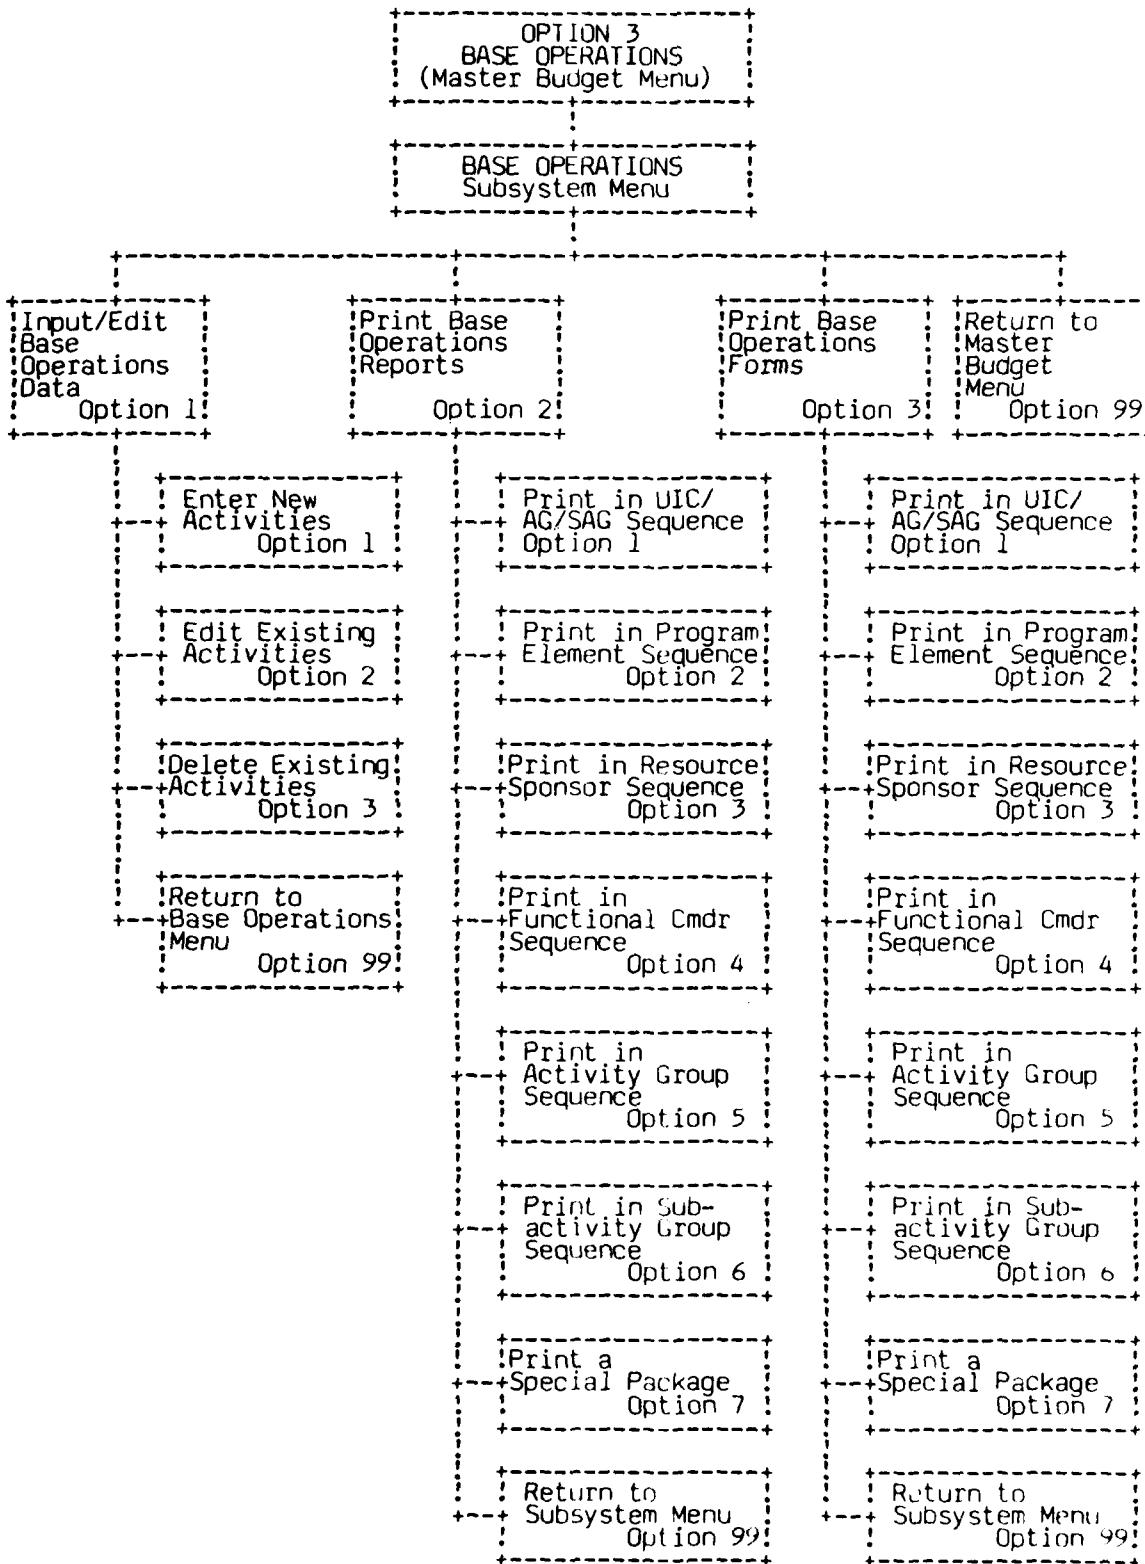 OPTION 3
BASE OPERATIONS
(Master Budget Menu)
BASE OPERATIONS
Subsystem Menu
Input/Edit
Base
Operations
Data
Option 1
Print Base
Operations
Reports
Option 2
Print Base
Operations
Forms
Option 3
Return to
Master
Budget
Menu
Option 99
Enter New
Activities
Option 1
Edit Existing
Activities
Option 2
Delete Existing
Activities
Option 3
Return to
Base Operations
Menu
Option 99
Print in UIC/
AG/SAG Sequence
Option 1
Print in Program
Element Sequence
Option 2
Print in Resource
Sponsor Sequence
Option 3
Print in
Functional Cmdr
Sequence
Option 4
Print in
Activity Group
Sequence
Option 5
Print in Sub-
activity Group
Sequence
Option 6
Print a
Special Package
Option 7
Return to
Subsystem Menu
Option 99
Print in UIC/
AG/SAG Sequence
Option 1
Print in Program
Element Sequence
Option 2
Print in Resource
Sponsor Sequence
Option 3
Print in
Functional Cmdr
Sequence
Option 4
Print in
Activity Group
Sequence
Option 5
Print in Sub-
activity Group
Sequence
Option 6
Print a
Special Package
Option 7
Return to
Subsystem Menu
Option 99